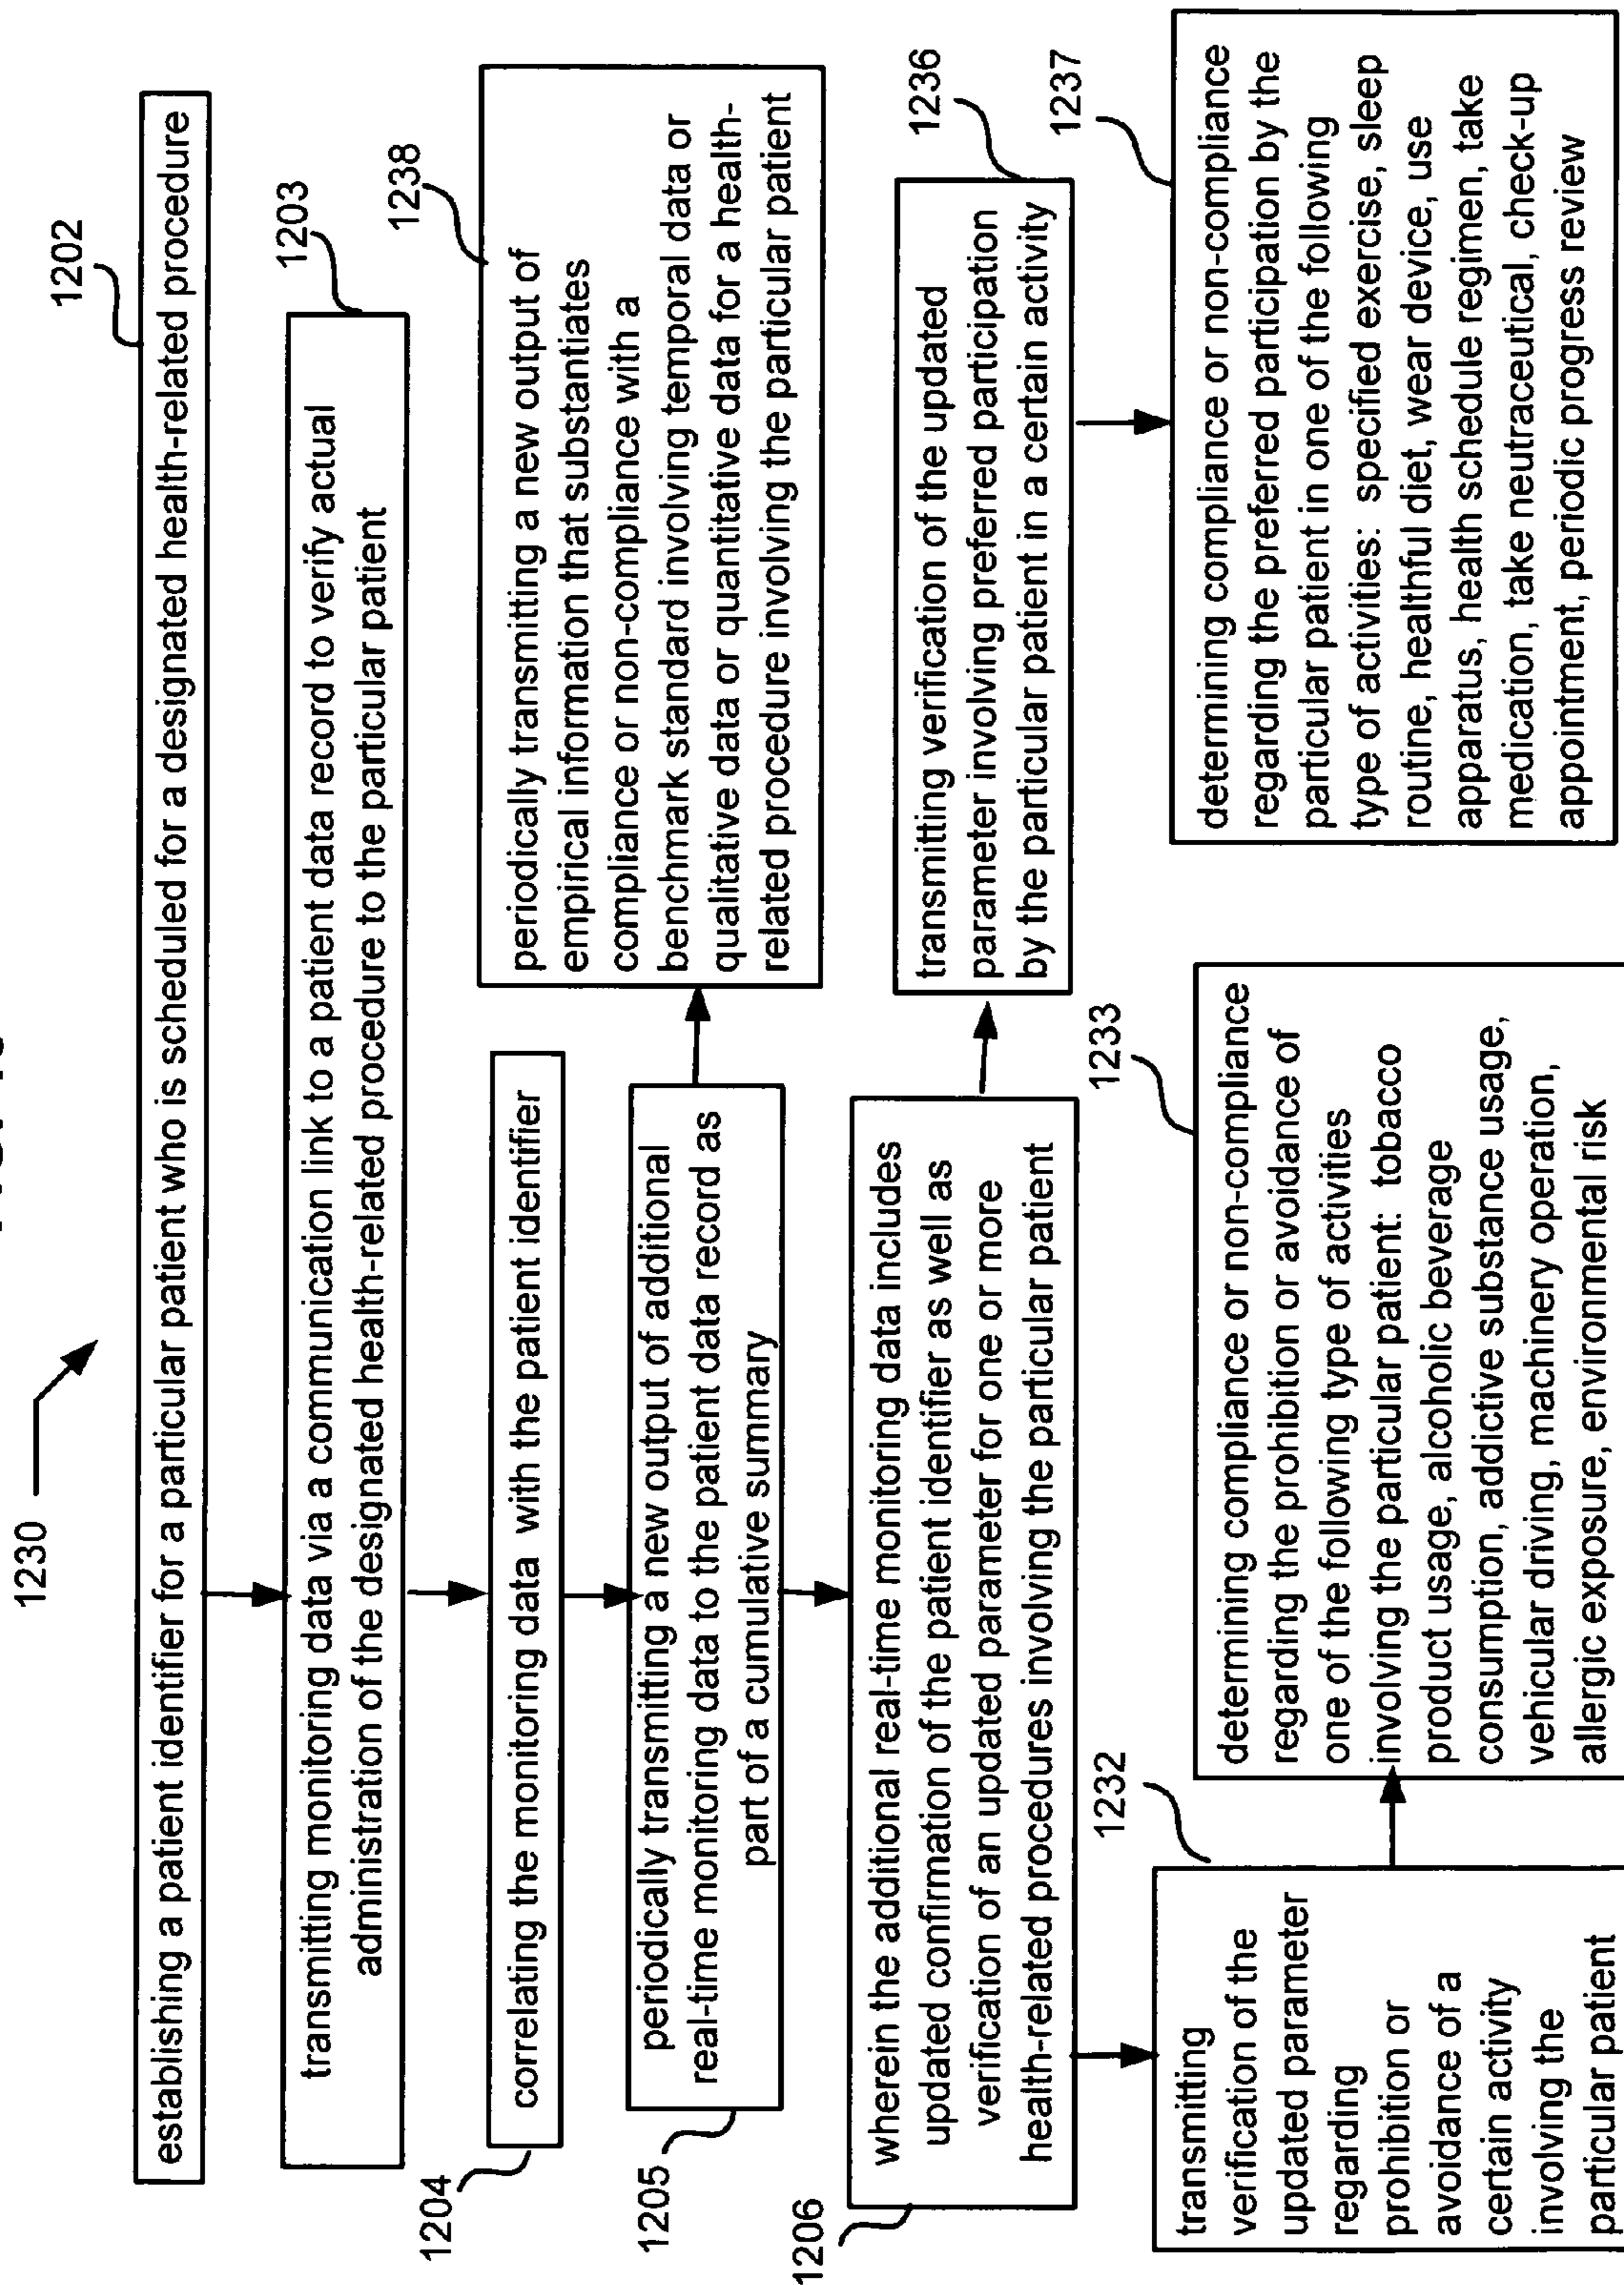 1230
1202
establishing a patient identifier for a particular patient who is scheduled for a designated health-related procedure
1203
transmitting monitoring data via a communication link to a patient data record to verify actual
administration of the designated health-related procedure to the particular patient
1204
correlating the monitoring data with the patient identifier
1238
periodically transmitting a new output of
empirical information that substantiates
compliance or non-compliance with a
benchmark standard involving temporal data or
qualitative data or quantitative data for a health-
related procedure involving the particular patient
1205
periodically transmitting a new output of additional
real-time monitoring data to the patient data record as
part of a cumulative summary
1206
wherein the additional real-time monitoring data includes
updated confirmation of the patient identifier as well as
verification of an updated parameter for one or more
health-related procedures involving the particular patient
1236
transmitting verification of the updated
parameter involving preferred participation
by the particular patient in a certain activity
1232
transmitting
verification of the
updated parameter
regarding
prohibition or
avoidance of a
certain activity
involving the
particular patient
1233
determining compliance or non-compliance
regarding the prohibition or avoidance of
one of the following type of activities
involving the particular patient: tobacco
product usage, alcoholic beverage
consumption, addictive substance usage,
vehicular driving, machinery operation,
allergic exposure, environmental risk
1237
determining compliance or non-compliance
regarding the preferred participation by the
particular patient in one of the following
type of activities: specified exercise, sleep
routine, healthful diet, wear device, use
apparatus, health schedule regimen, take
medication, take neutraceutical, check-up
appointment, periodic progress review